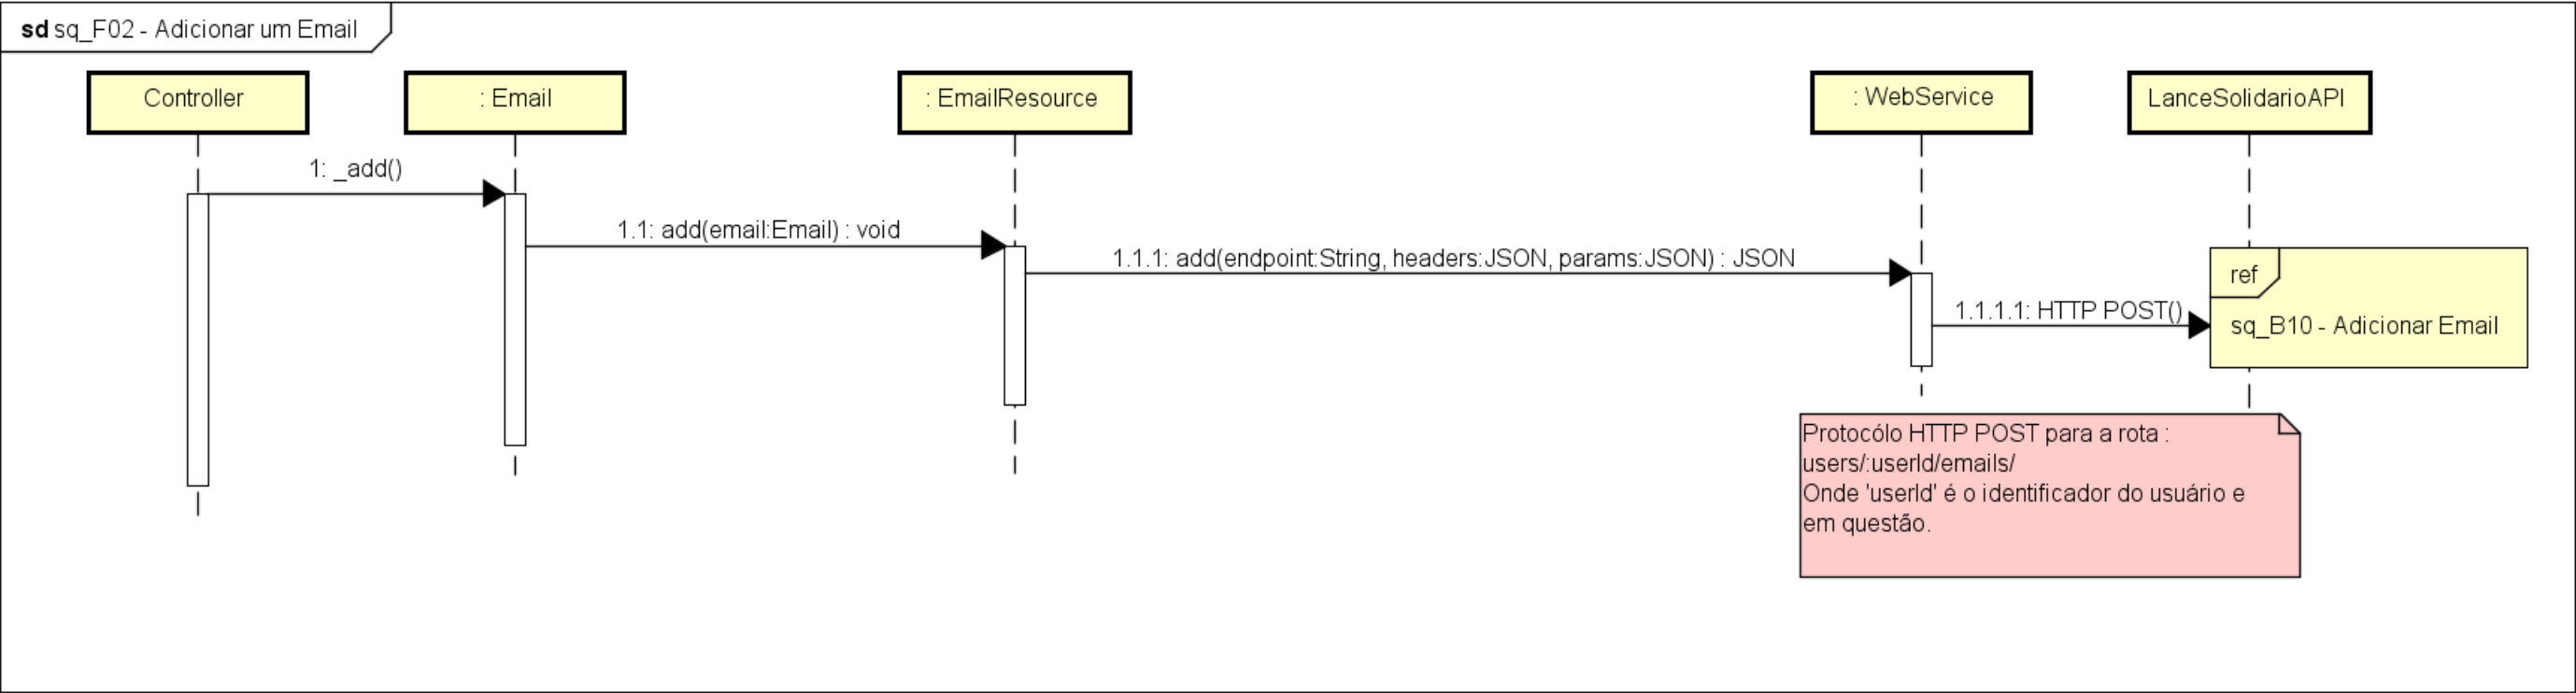 sd sq_F02 - Adicionar um Email
Controller
: Email
: EmailResource
: WebService
LanceSolidarioAPI
1: _add()
1.1: add(email:Email) : void
1.1.1: add(endpoint:String, headers:JSON, params:JSON) : JSON
ref
1.1.1.1: HTTP POST()
sq_B10 - Adicionar Email
Protocólo HTTP POST para a rota :
users/:userId/emails/
Onde 'userId' é o identificador do usuário e
em questão.